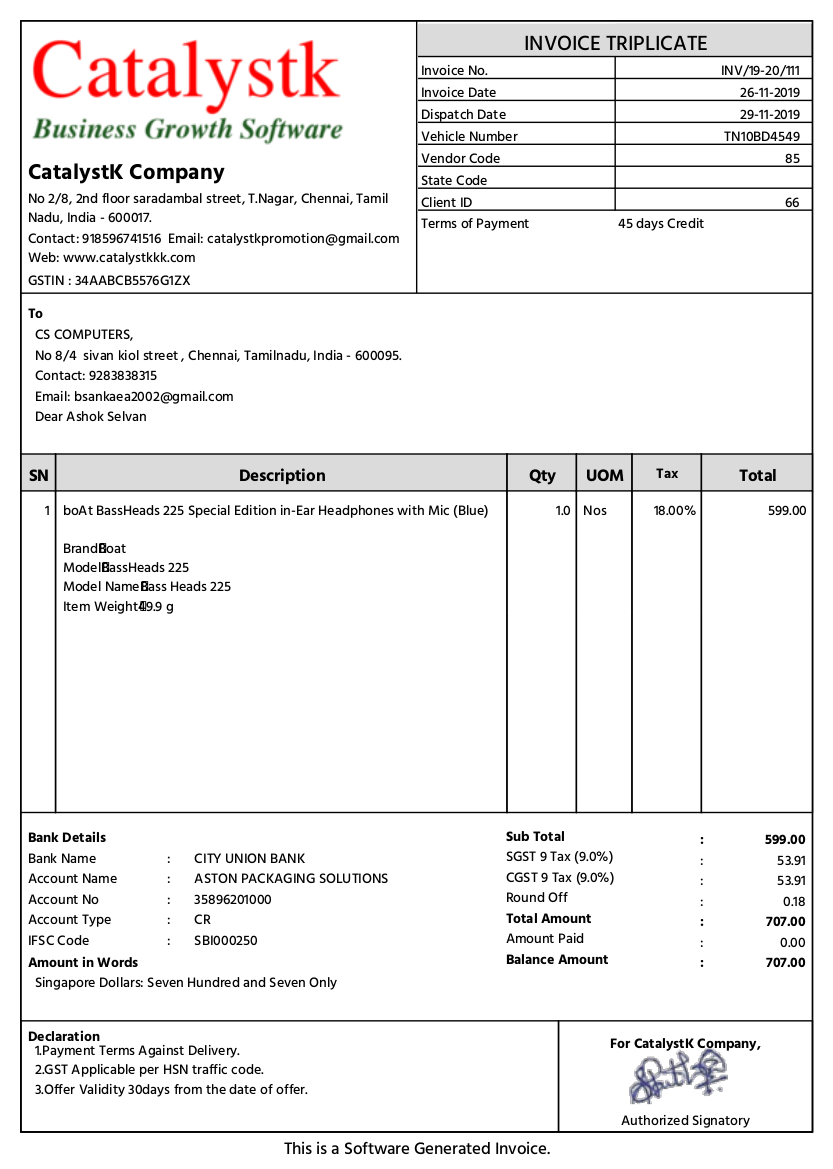 Catalystk
Business Growth Software
CatalystK Company
No 2/8, 2nd floor saradambal street, T.Nagar, Chennai, Tamil
Nadu, India - 600017.
Contact: 918596741516 Email: catalystkpromotion@gmail.com
Web: www.catalystkkk.com
GSTIN : 34AABCB5576G1ZX
INVOICE TRIPLICATE
Invoice No. INV/19-20/111
Invoice Date 26-11-2019
Dispatch Date 29-11-2019
Vehicle Number TN10BD4549
Vendor Code 85
State Code
Client ID 66
Terms of Payment 45 days Credit
To
CS COMPUTERS,
No 8/4 sivan kiol street , Chennai, Tamilnadu, India - 600095.
Contact: 9283838315
Email: bsankaea2002@gmail.com
Dear Ashok Selvan
SN Description Qty UOM Tax Total
1 boAt BassHeads 225 Special Edition in-Ear Headphones with Mic (Blue) 1.0 Nos 18.00% 599.00
Brand Boat
Model BassHeads 225
Model Name Bass Heads 225
Item Weight 49.9 g
Bank Details
Bank Name : CITY UNION BANK
Account Name : ASTON PACKAGING SOLUTIONS
Account No : 35896201000
Account Type : CR
IFSC Code : SBI000250
Amount in Words
Singapore Dollars: Seven Hundred and Seven Only
Sub Total : 599.00
SGST 9 Tax (9.0%) : 53.91
CGST 9 Tax (9.0%) : 53.91
Round Off : 0.18
Total Amount : 707.00
Amount Paid : 0.00
Balance Amount : 707.00
Declaration
1.Payment Terms Against Delivery.
2.GST Applicable per HSN traffic code.
3.Offer Validity 30days from the date of offer.
For CatalystK Company,
Authorized Signatory
This is a Software Generated Invoice.